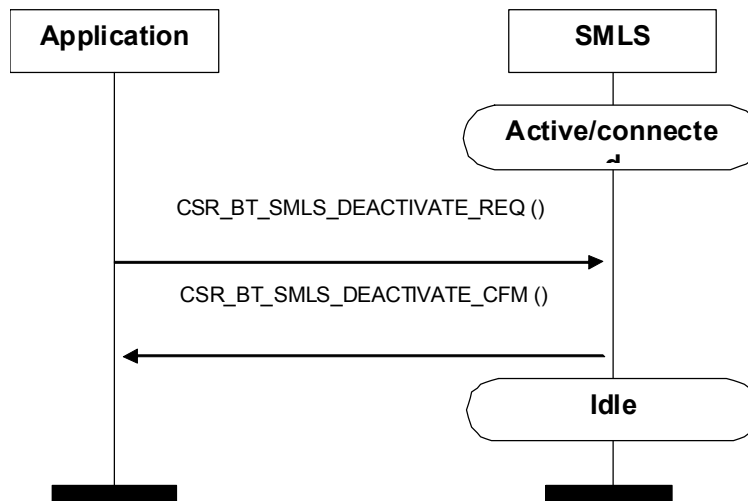 Application
SMLS
Active/connecte
d
CSR_BT_SMLS_DEACTIVATE_REQ ()
CSR_BT_SMLS_DEACTIVATE_CFM ()
Idle